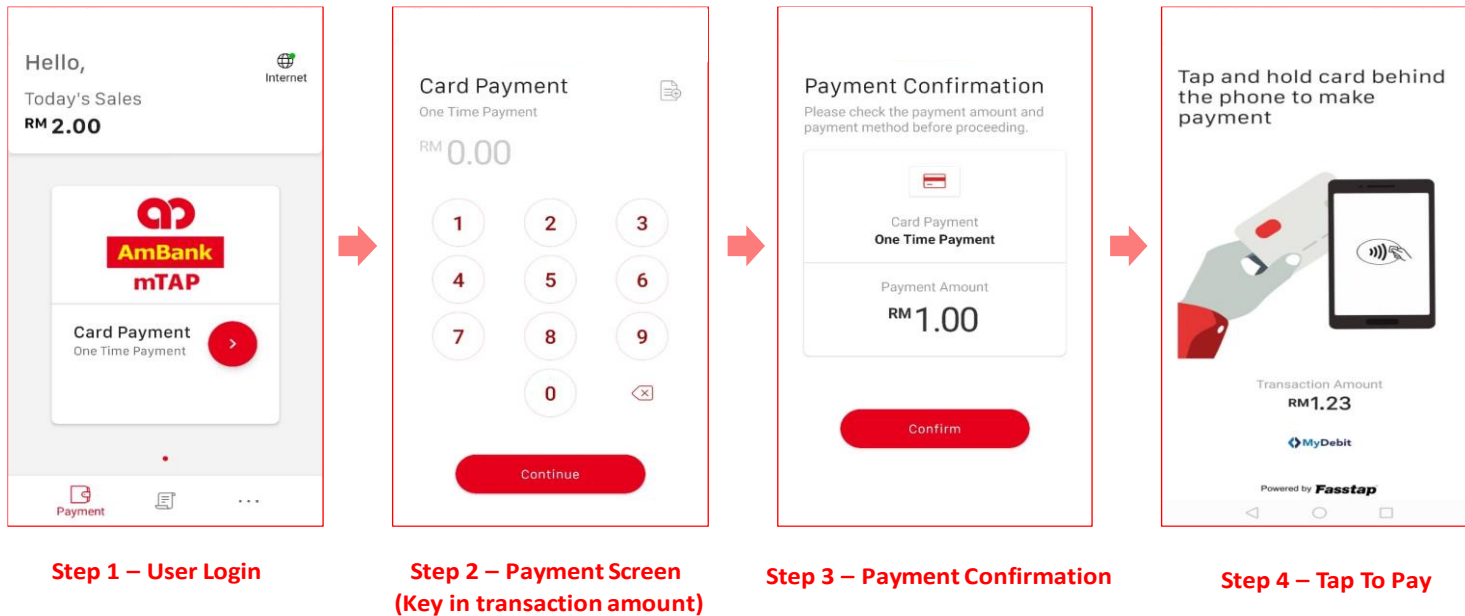 Hello,
Internet
Today's Sales
RM 2.00
AmBank
mTAP
Card Payment
One Time Payment
Payment
Step 1 – User Login
Card Payment
One Time Payment
RM 0.00
1 2 3
4 5 6
7 8 9
0
Continue
Step 2 – Payment Screen
(Key in transaction amount)
Payment Confirmation
Please check the payment amount and
payment method before proceeding.
Card Payment
One Time Payment
Payment Amount
RM 1.00
Confirm
Step 3 – Payment Confirmation
Tap and hold card behind
the phone to make
payment
Transaction Amount
RM1.23
MyDebit
Powered by Fasstap
Step 4 – Tap To Pay